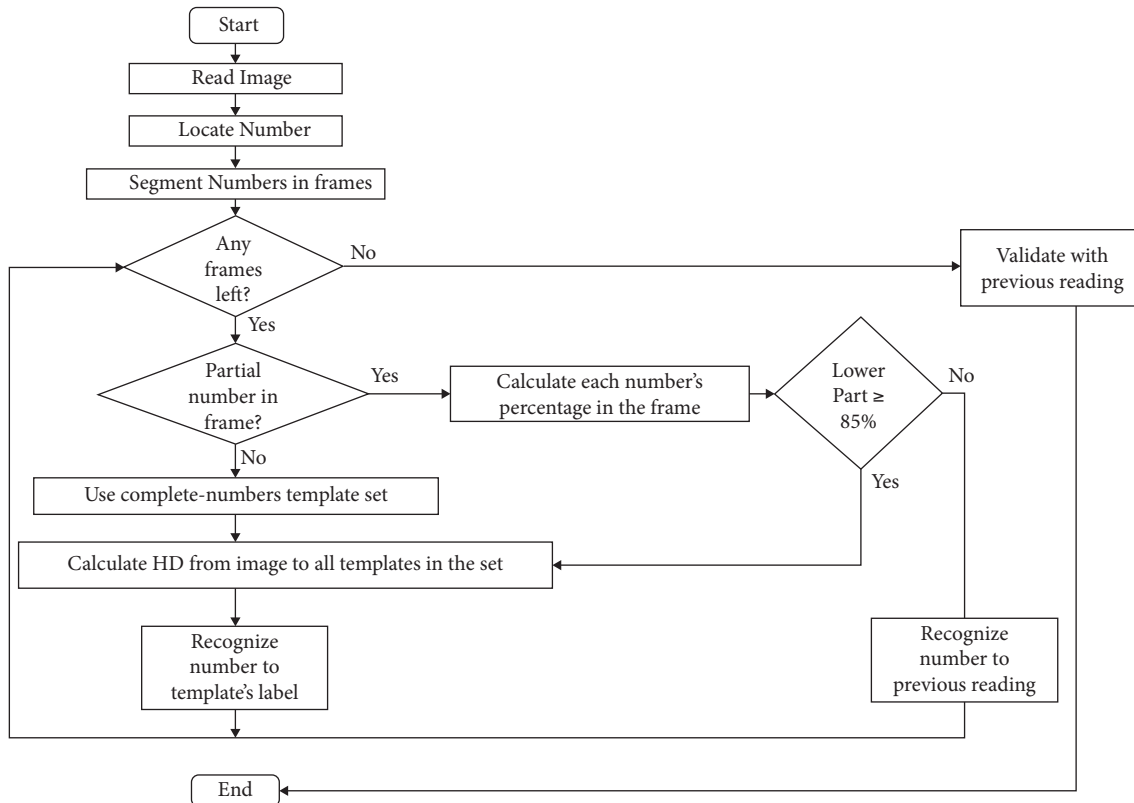 Start
Read Image
Locate Number
Segment Numbers in frames
Any
frames
left?
No
Validate with
previous reading
Yes
Partial
number in
frame?
Yes
Calculate each number's
percentage in the frame
Lower
Part ≥
85%
No
No
Yes
Use complete-numbers template set
Calculate HD from image to all templates in the set
Recognize
number to
template's label
Recognize
number to
previous reading
End